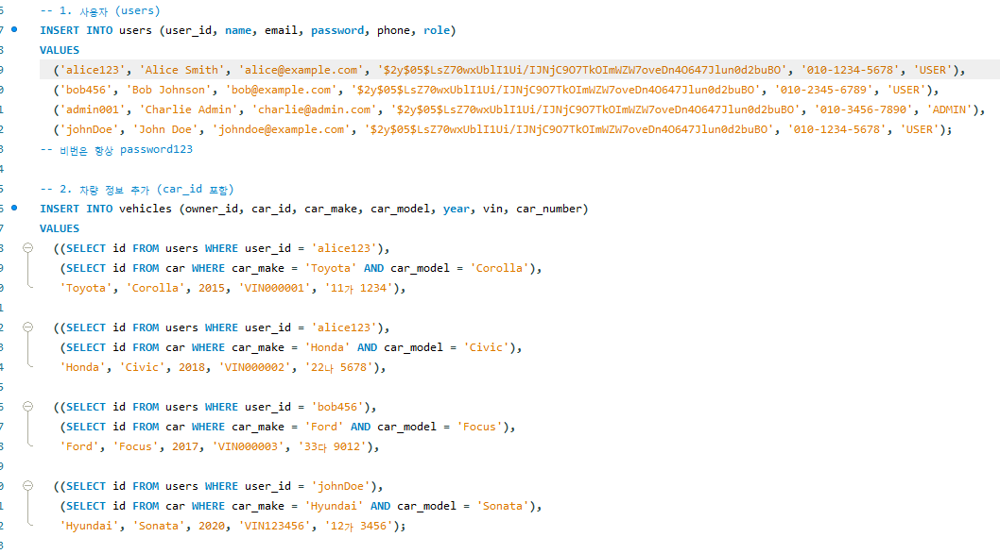 -- 1. 사용자 (users)
INSERT INTO users (user_id, name, email, password, phone, role)
VALUES
('alice123', 'Alice Smith', 'alice@example.com', '$2y$05$LsZ70wxUblI1Ui/IJNjC9O7TkOImWZW7oveDn4O647Jlun0d2buBO', '010-1234-5678', 'USER'),
('bob456', 'Bob Johnson', 'bob@example.com', '$2y$05$LsZ70wxUblI1Ui/IJNjC9O7TkOImWZW7oveDn4O647Jlun0d2buBO', '010-2345-6789', 'USER'),
('admin001', 'Charlie Admin', 'charlie@admin.com', '$2y$05$LsZ70wxUblI1Ui/IJNjC9O7TkOImWZW7oveDn4O647Jlun0d2buBO', '010-3456-7890', 'ADMIN'),
('johnDoe', 'John Doe', 'johndoe@example.com', '$2y$05$LsZ70wxUblI1Ui/IJNjC9O7TkOImWZW7oveDn4O647Jlun0d2buBO', '010-1234-5678', 'USER');
-- 비번은 항상 password123
-- 2. 차량 정보 추가 (car_id 포함)
INSERT INTO vehicles (owner_id, car_id, car_make, car_model, year, vin, car_number)
VALUES
((SELECT id FROM users WHERE user_id = 'alice123'),
(SELECT id FROM car WHERE car_make = 'Toyota' AND car_model = 'Corolla'),
'Toyota', 'Corolla', 2015, 'VIN000001', '11가 1234'),
((SELECT id FROM users WHERE user_id = 'alice123'),
(SELECT id FROM car WHERE car_make = 'Honda' AND car_model = 'Civic'),
'Honda', 'Civic', 2018, 'VIN000002', '22나 5678'),
((SELECT id FROM users WHERE user_id = 'bob456'),
(SELECT id FROM car WHERE car_make = 'Ford' AND car_model = 'Focus'),
'Ford', 'Focus', 2017, 'VIN000003', '33다 9012'),
((SELECT id FROM users WHERE user_id = 'johnDoe'),
(SELECT id FROM car WHERE car_make = 'Hyundai' AND car_model = 'Sonata'),
'Hyundai', 'Sonata', 2020, 'VIN123456', '12가 3456');